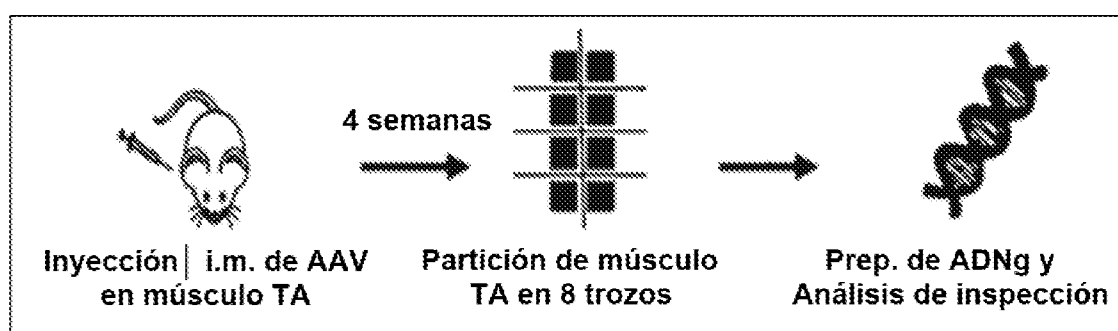 4 semanas
Inyección| i.m. de AAV
en músculo TA
Partición de músculo
TA en 8 trozos
Prep. de ADNg y
Análisis de inspección